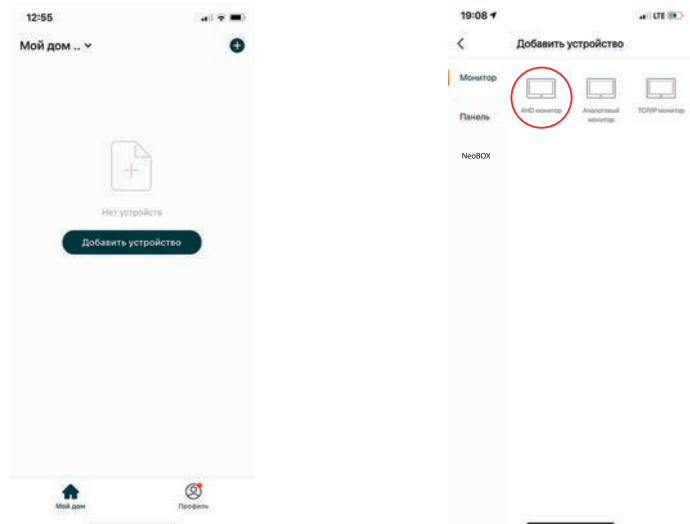 12:55
Мой дом ..
Нет устройств
Добавить устройство
Мой дом
Профиль
19:08
LTE
Добавить устройство
Монитор
Панель
NeoBOX
AHD монитор
Аналоговый
монитор
TCP/IP монитор